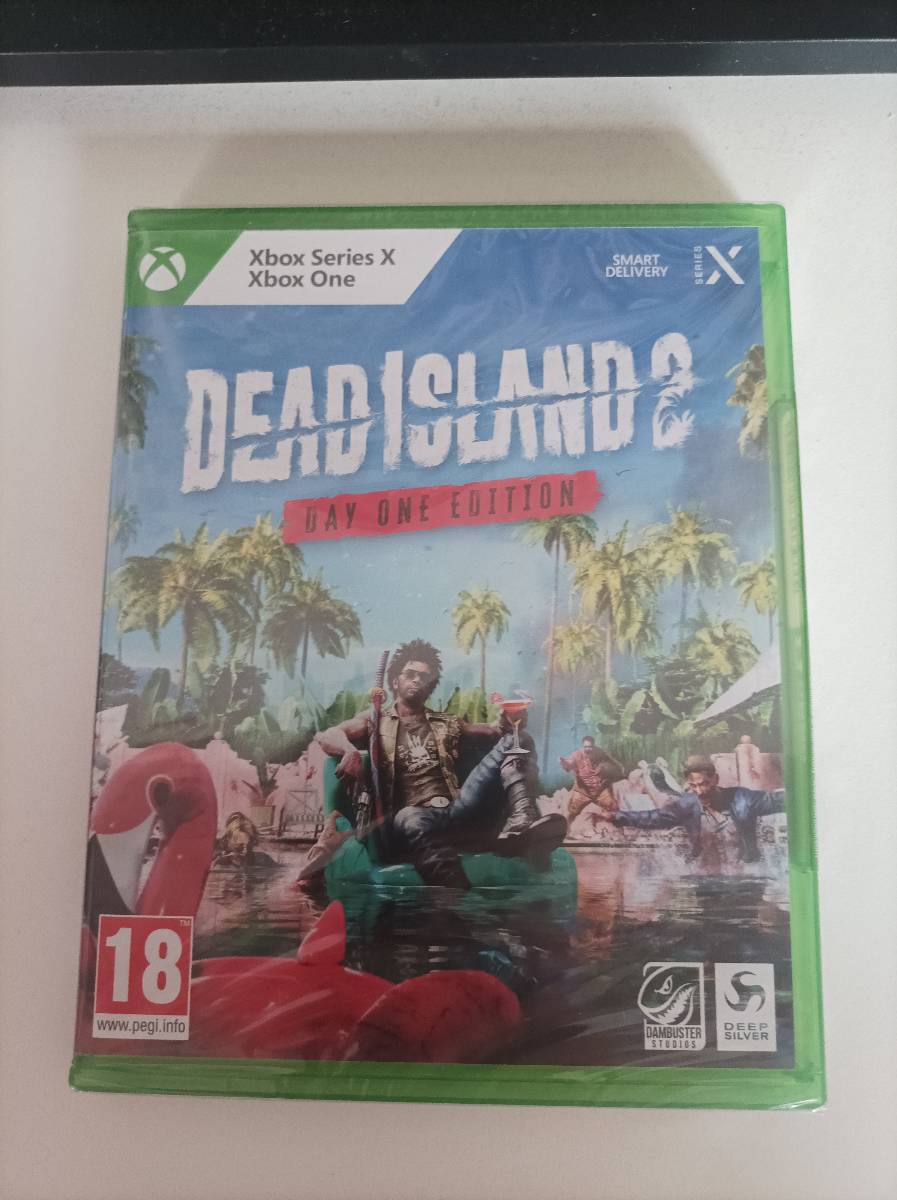 Xbox Series X
Xbox One
SMART
DELIVERY
SERIES X
DEAD ISLAND 2
DAY ONE EDITION
18
TM
www.pegi.info
DAMBUSTER
STUDIOS
DEEP
SILVER